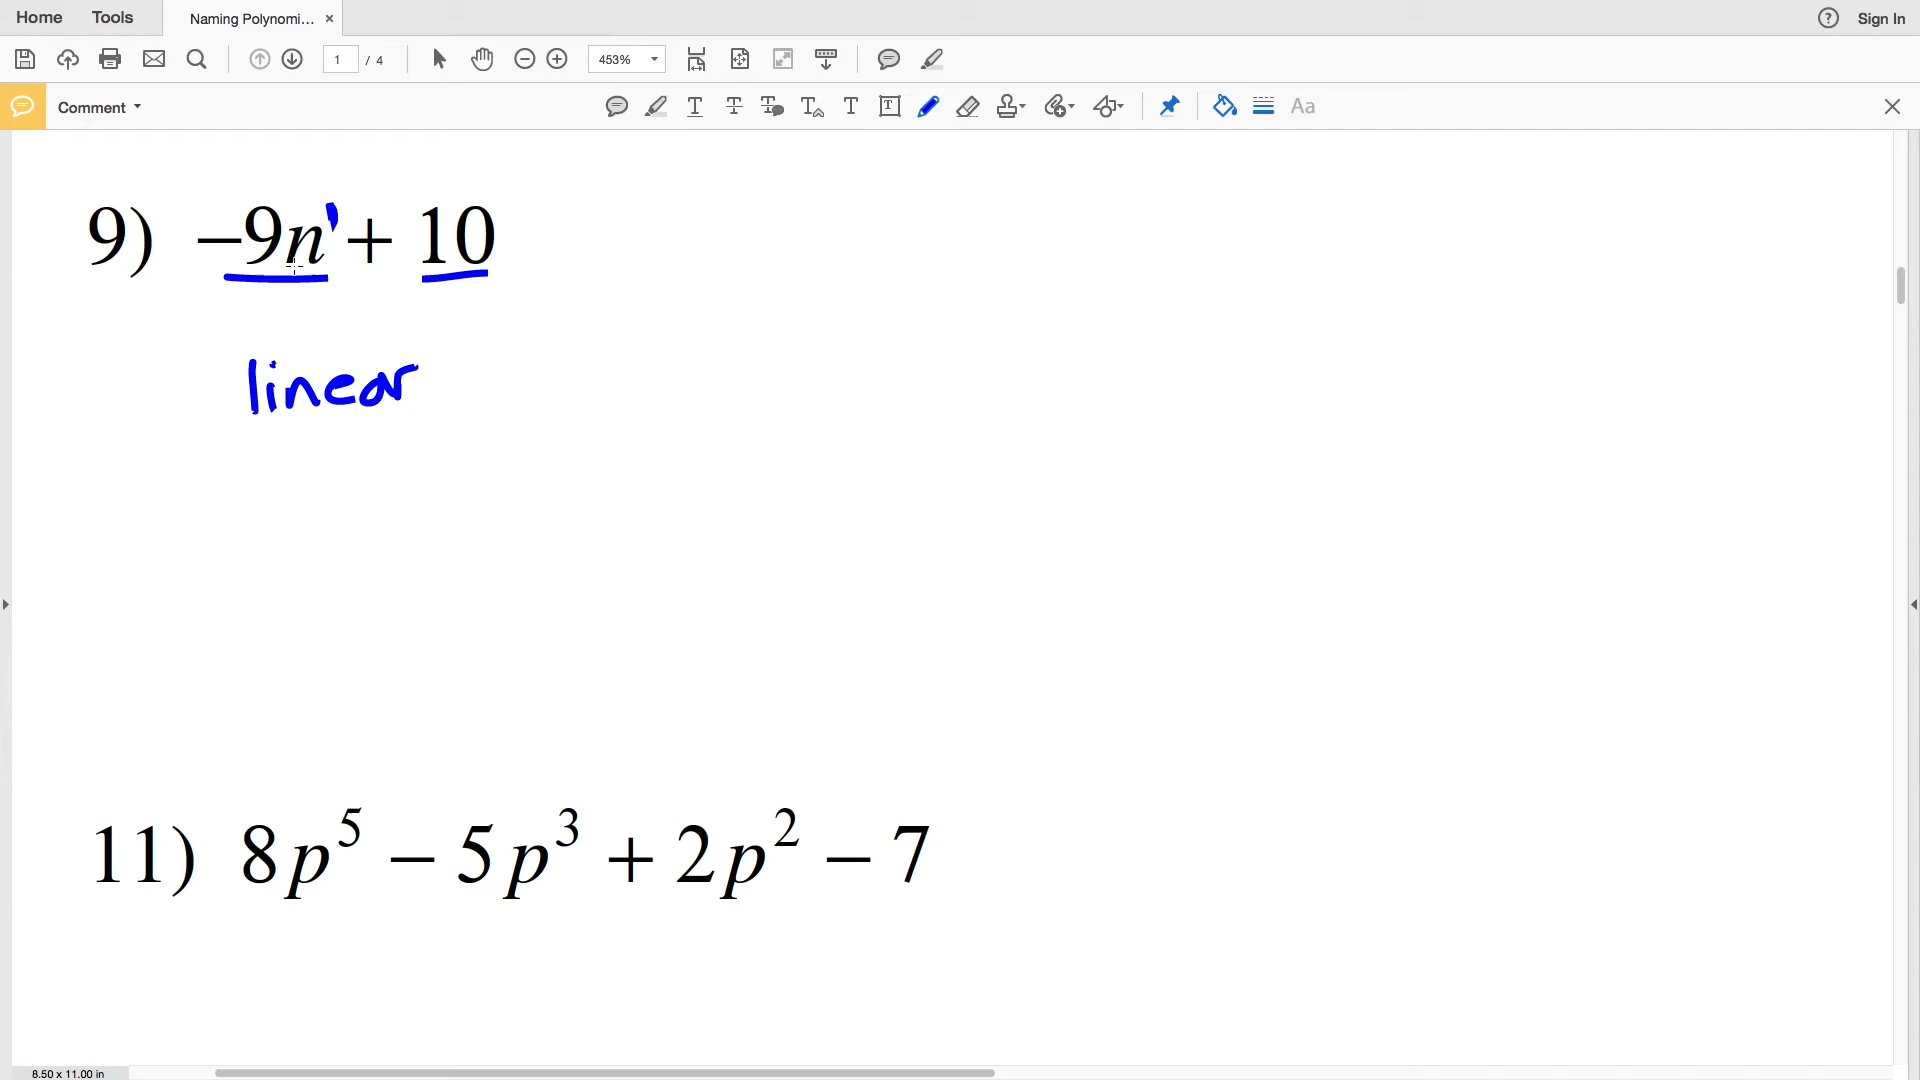 Home Tools Naming Polynomi... × ? Sign In
1 / 4 453%
Comment T T T T T T Aa
9) −9n¹ + 10
linear
11) 8p⁵ − 5p³ + 2p² − 7
8.50 x 11.00 in